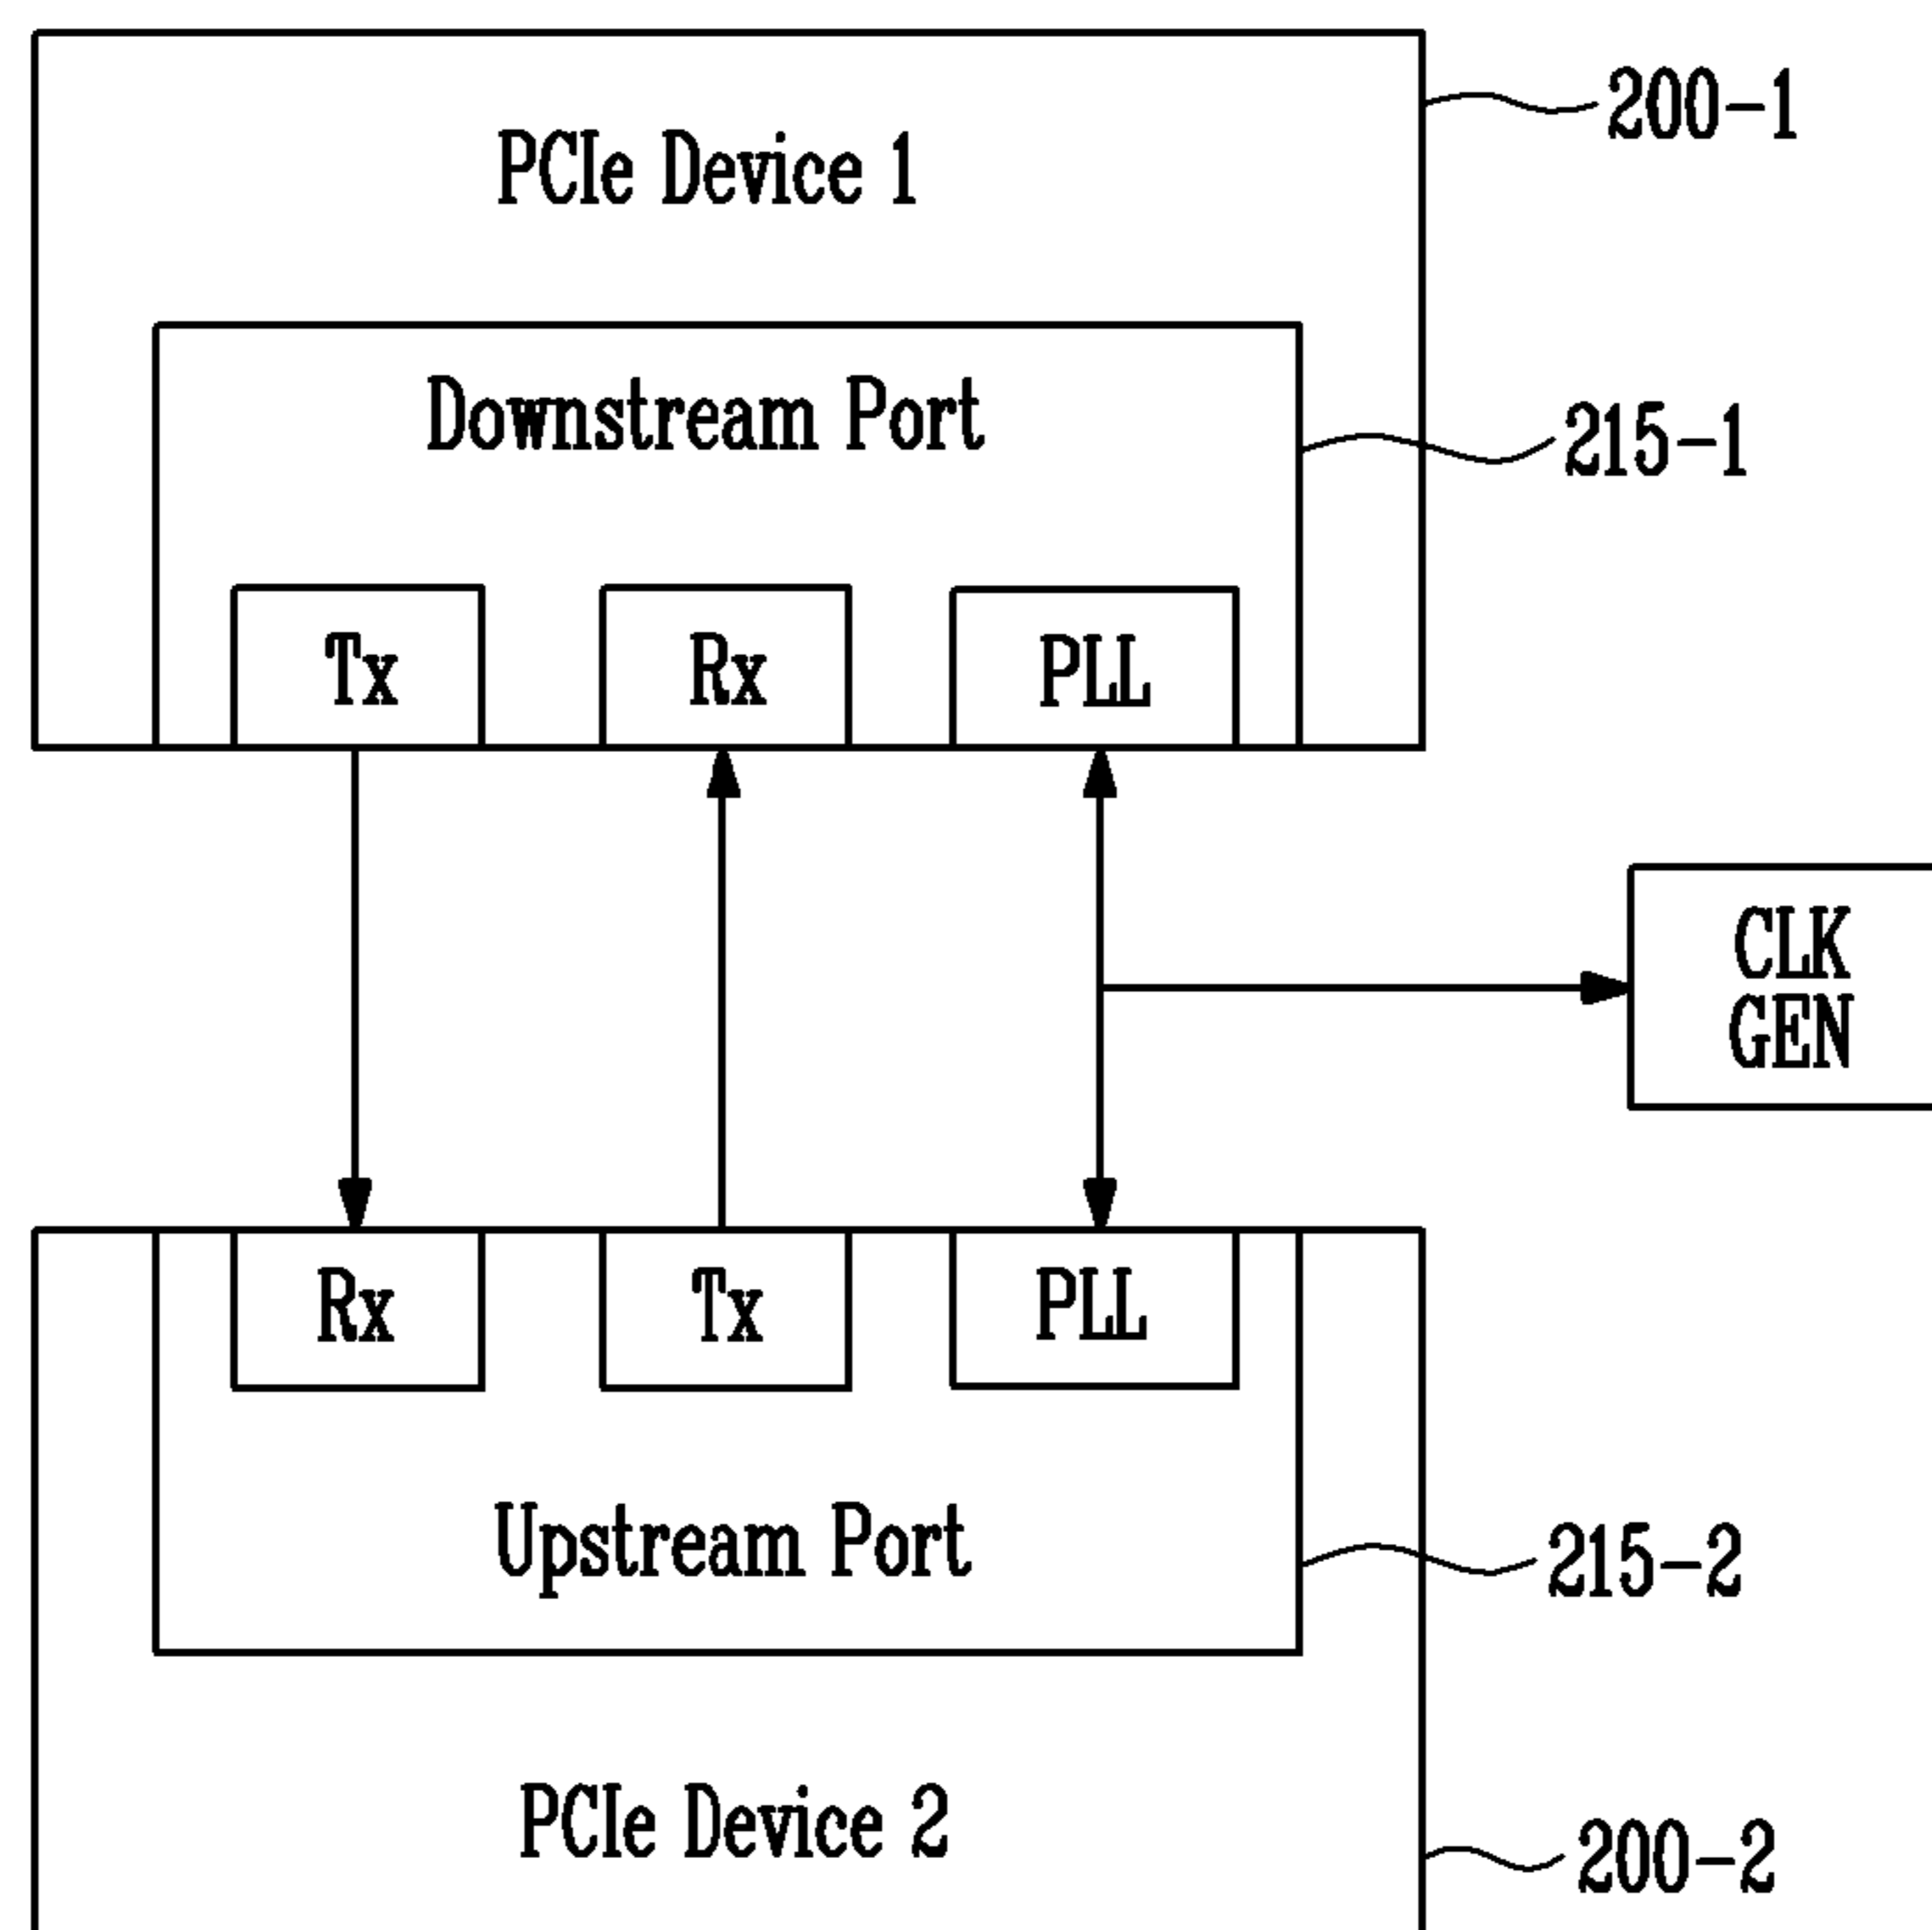 200-1
PCIe Device 1
Downstream Port
215-1
Tx Rx PLL
CLK
GEN
Rx Tx PLL
Upstream Port
215-2
PCIe Device 2
200-2